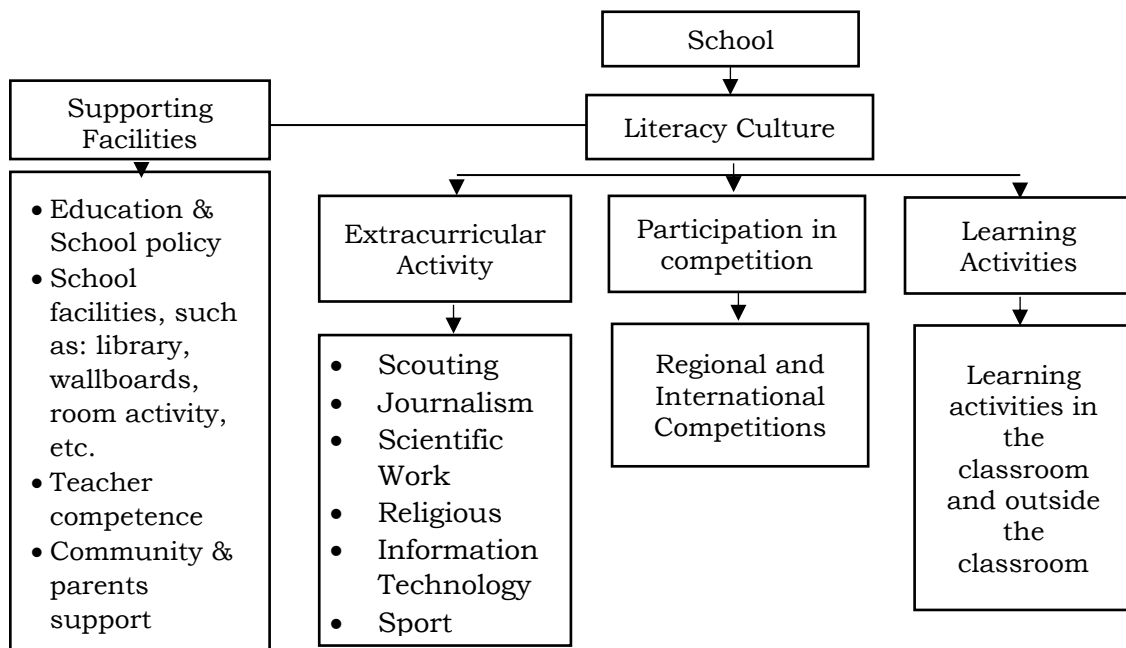 School
Supporting
Facilities
Literacy Culture
• Education &
School policy
• School
facilities, such
as: library,
wallboards,
room activity,
etc.
• Teacher
competence
• Community &
parents
support
Extracurricular
Activity
Participation in
competition
Learning
Activities
• Scouting
• Journalism
• Scientific
Work
• Religious
• Information
Technology
• Sport
Regional and
International
Competitions
Learning
activities in
the
classroom
and outside
the
classroom